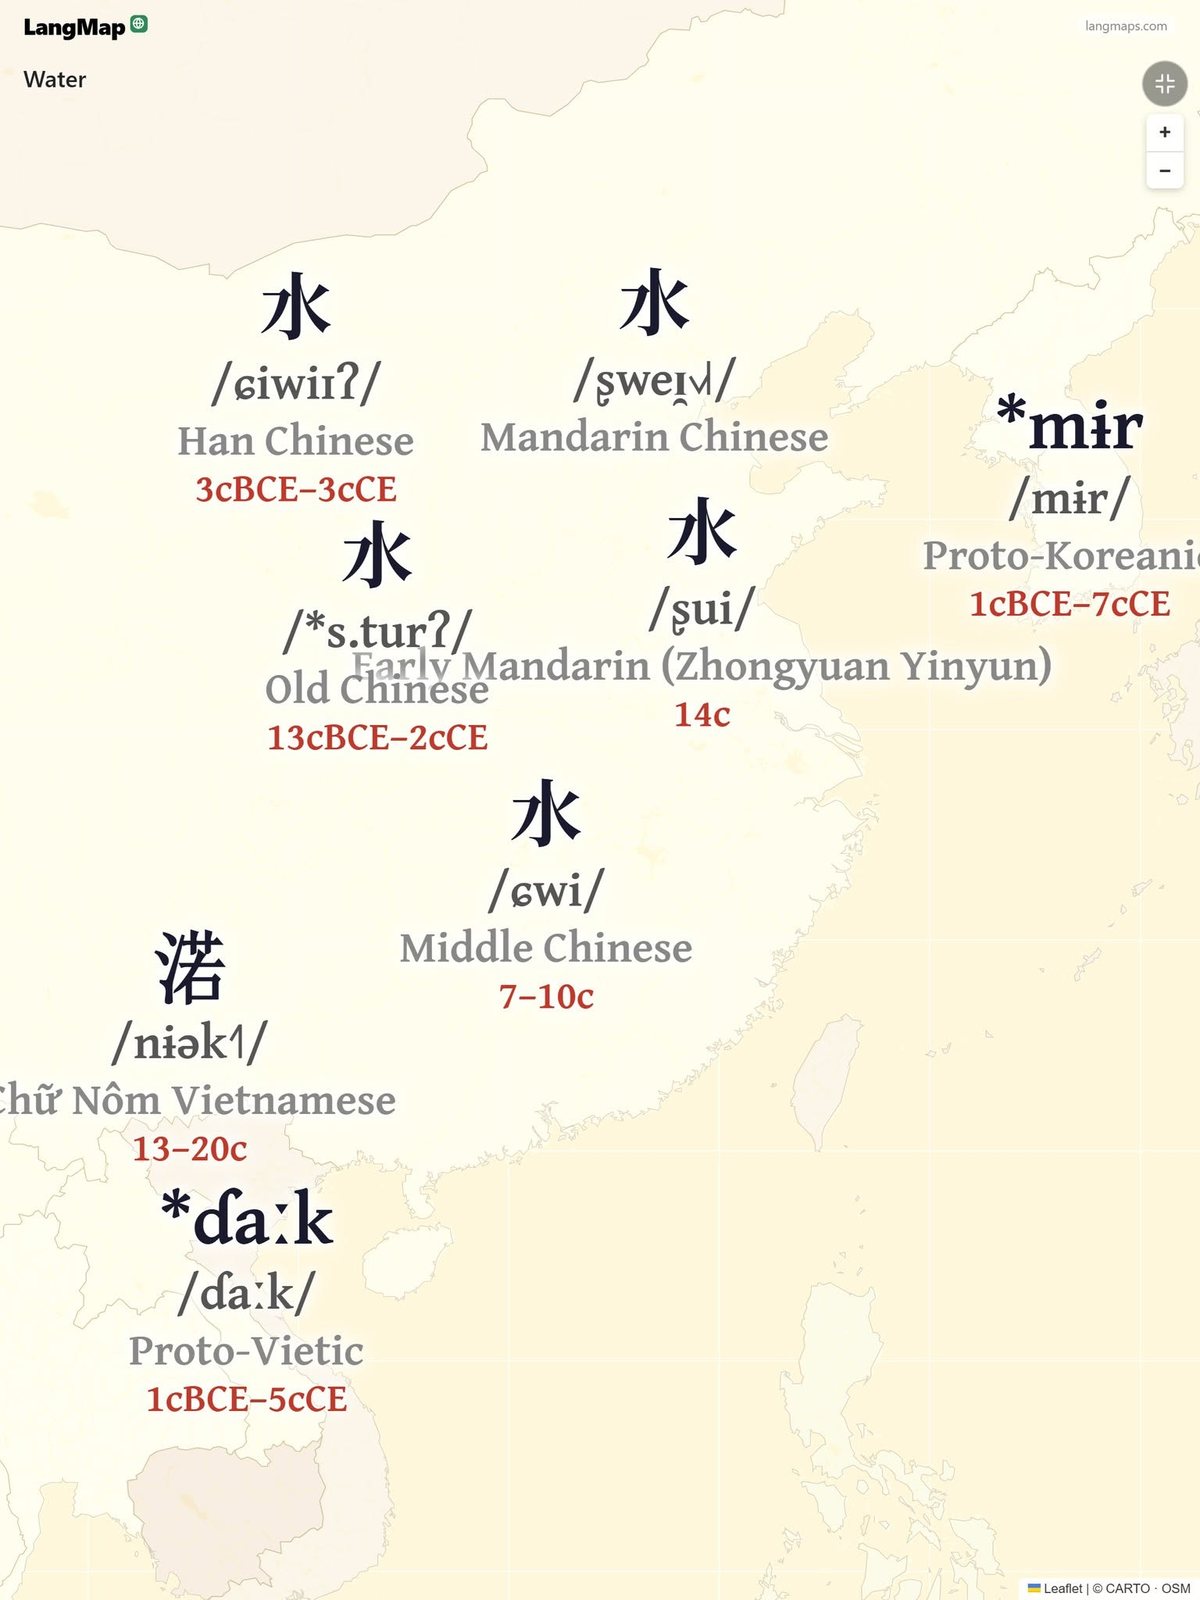 LangMap
langmaps.com
Water
+
−
水
/ɕiwiɪʔ/
Han Chinese
3cBCE–3cCE
水
/ʂweɪ̯˨˩˦/
Mandarin Chinese
*mɨr
/mɨr/
Proto-Koreanic
1cBCE–7cCE
水
/*s.turʔ/
Old Chinese
13cBCE–2cCE
水
/ʂui/
Early Mandarin (Zhongyuan Yinyun)
14c
水
/ɕwi/
Middle Chinese
7–10c
渃
/nɨək˧˥/
Chữ Nôm Vietnamese
13–20c
*ɗaːk
/ɗaːk/
Proto-Vietic
1cBCE–5cCE
Leaflet | © CARTO · OSM